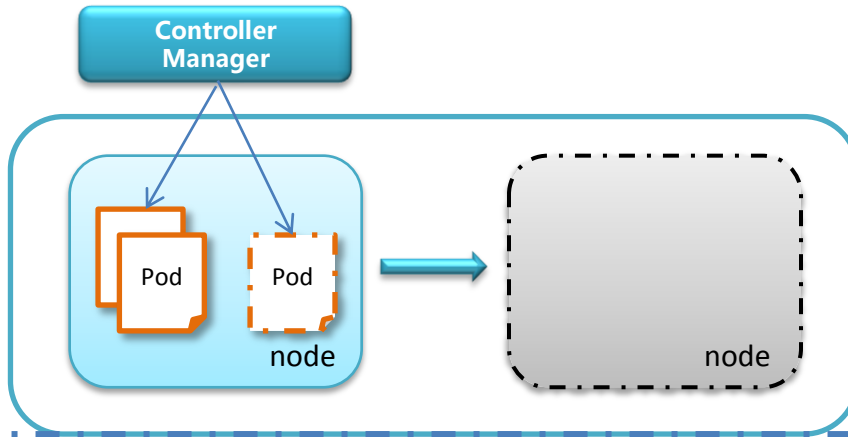 Controller
Manager
Pod
Pod
node
node